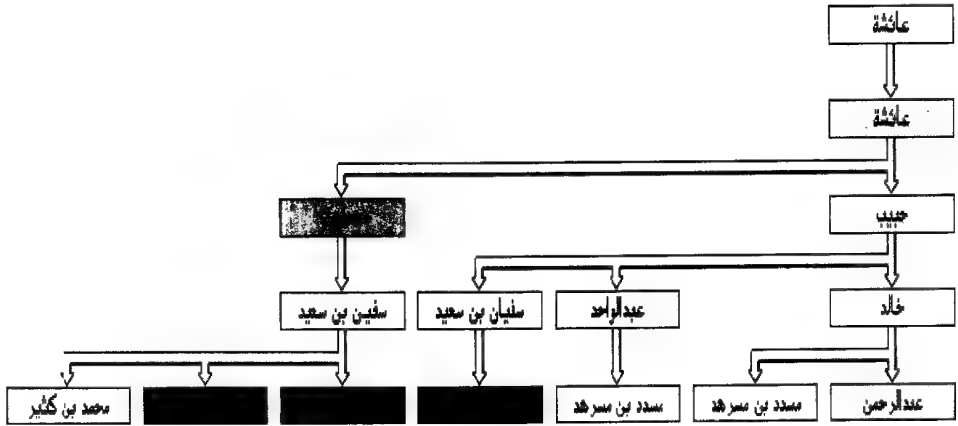 عائشة
عائشة
حبيب
خالد
عبدالواحد
سفيان بن سعيد
سفين بن سعيد
عبدالرحمن
مسدد بن مسرهد
مسدد بن مسرهد
محمد بن كثير